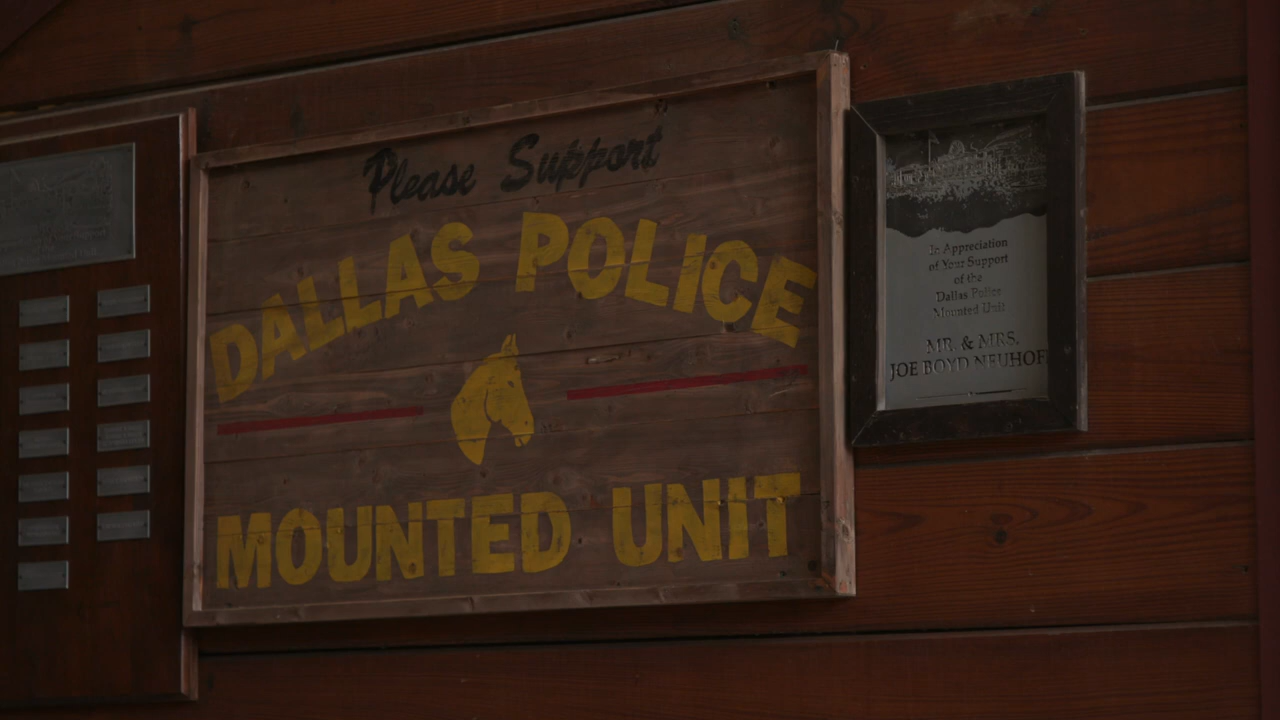 Please Support
DALLAS POLICE
MOUNTED UNIT
In Appreciation
of Your Support
of the
Dallas Police
Mounted Unit
MR. & MRS.
JOE BOYD NEUHOF